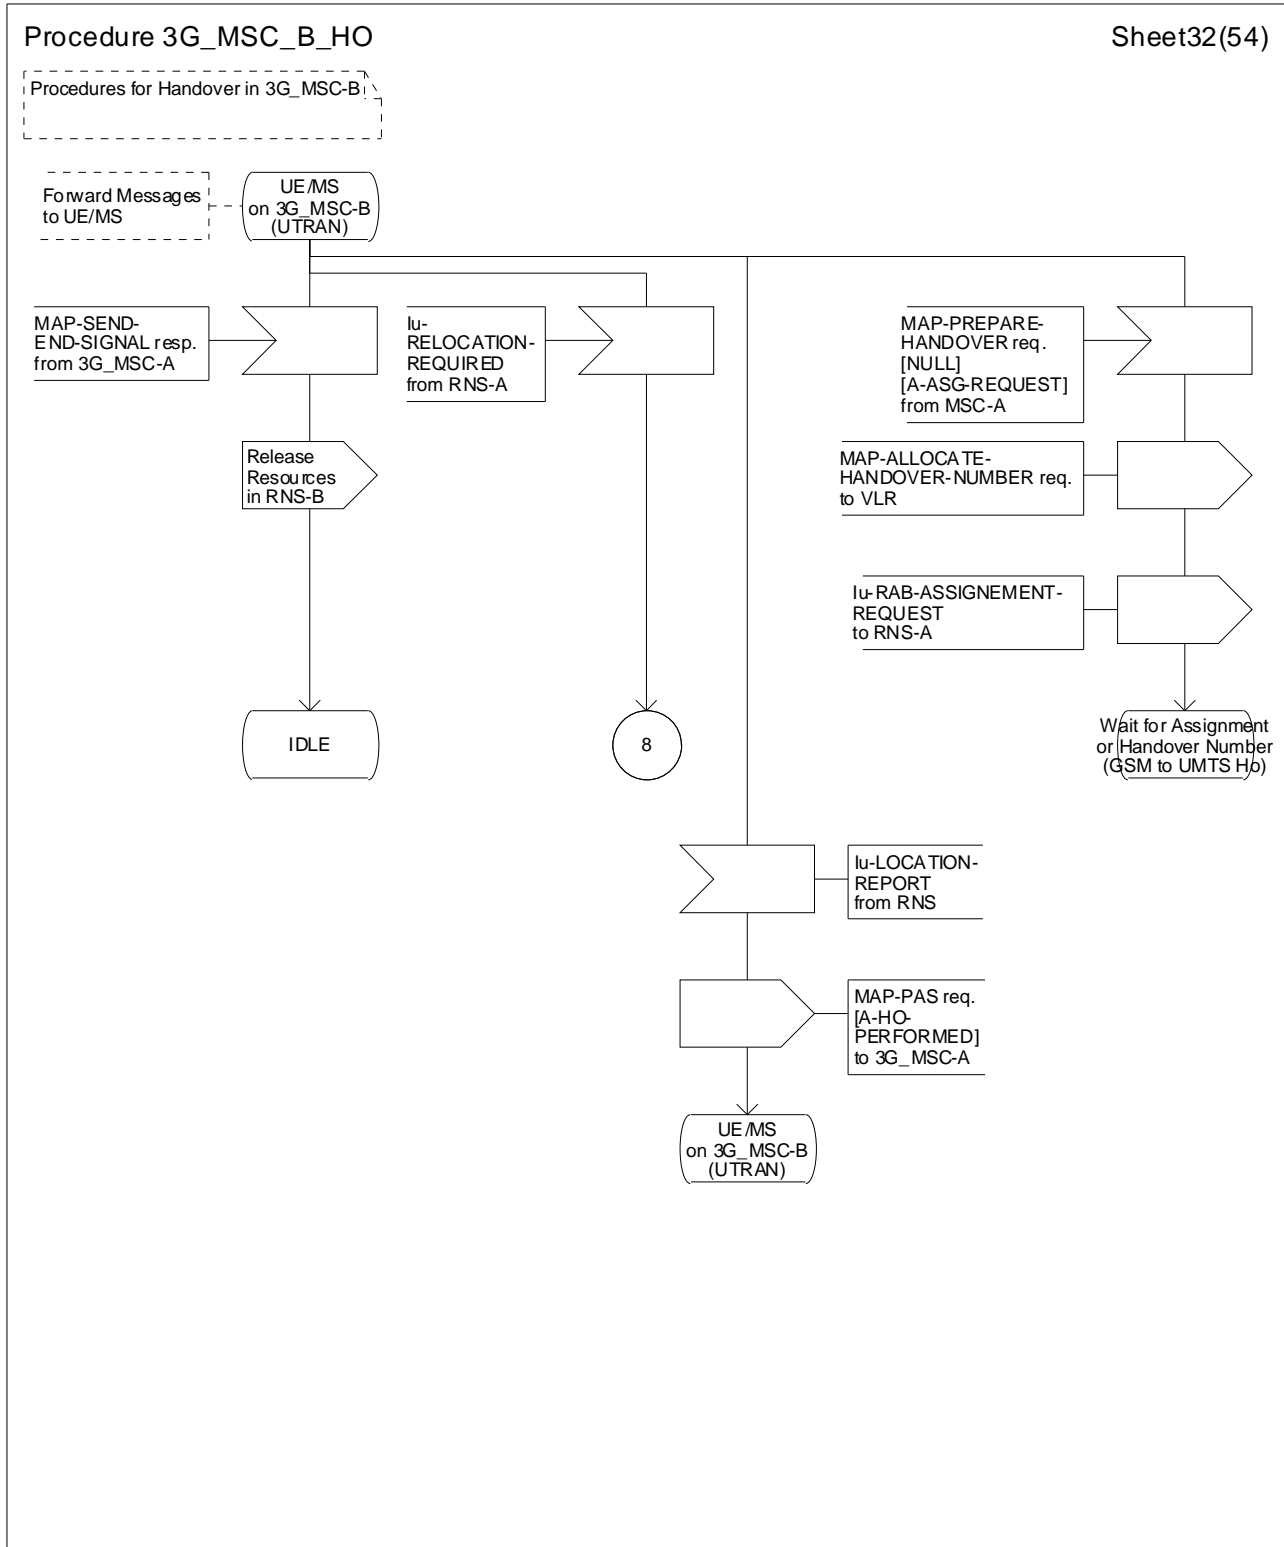 Procedure 3G_MSC_B_HO
Sheet32(54)
Procedures for Handover in 3G_MSC-B
Forward Messages
to UE/MS
UE/MS
on 3G_MSC-B
(UTRAN)
MAP-SEND-
END-SIGNAL resp.
from 3G_MSC-A
Iu-
RELOCATION-
REQUIRED
from RNS-A
MAP-PREPARE-
HANDOVER req.
[NULL]
[A-ASG-REQUEST]
from MSC-A
Release
Resources
in RNS-B
MAP-ALLOCATE-
HANDOVER-NUMBER req.
to VLR
Iu-RAB-ASSIGNEMENT-
REQUEST
to RNS-A
IDLE
8
Wait for Assignment
or Handover Number
(GSM to UMTS Ho)
Iu-LOCATION-
REPORT
from RNS
MAP-PAS req.
[A-HO-
PERFORMED]
to 3G_MSC-A
UE/MS
on 3G_MSC-B
(UTRAN)